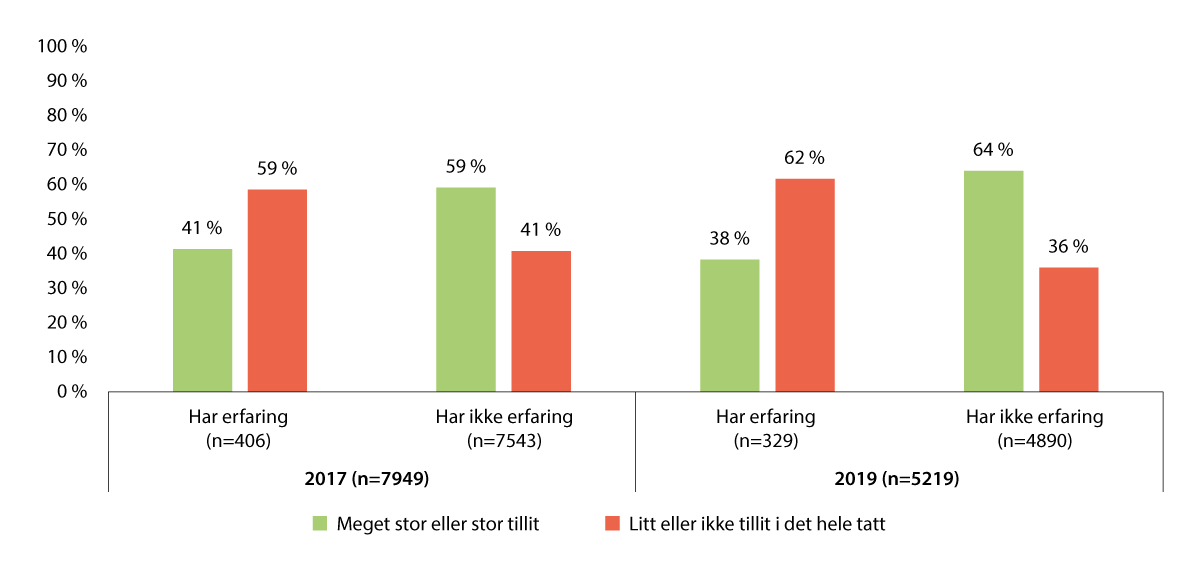 100 %
90 %
80 %
70 %
60 %
50 %
40 %
30 %
20 %
10 %
0 %
41 %
59 %
59 %
41 %
38 %
62 %
64 %
36 %
Har erfaring
(n=406)
Har ikke erfaring
(n=7543)
Har erfaring
(n=329)
Har ikke erfaring
(n=4890)
2017 (n=7949)
2019 (n=5219)
Meget stor eller stor tillit
Litt eller ikke tillit i det hele tatt